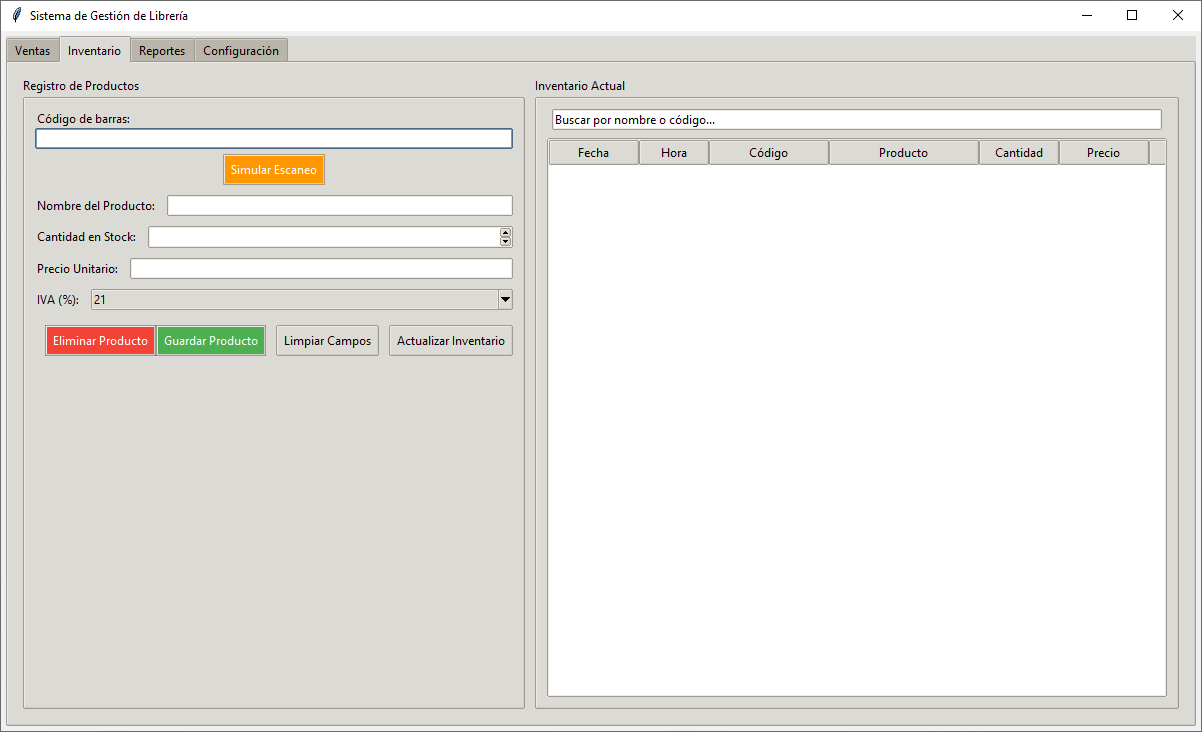 Sistema de Gestión de Librería
Ventas Inventario Reportes Configuración
Registro de Productos
Código de barras:
Simular Escaneo
Nombre del Producto:
Cantidad en Stock:
Precio Unitario:
IVA (%): 21
Eliminar Producto Guardar Producto Limpiar Campos Actualizar Inventario
Inventario Actual
Buscar por nombre o código...
Fecha Hora Código Producto Cantidad Precio